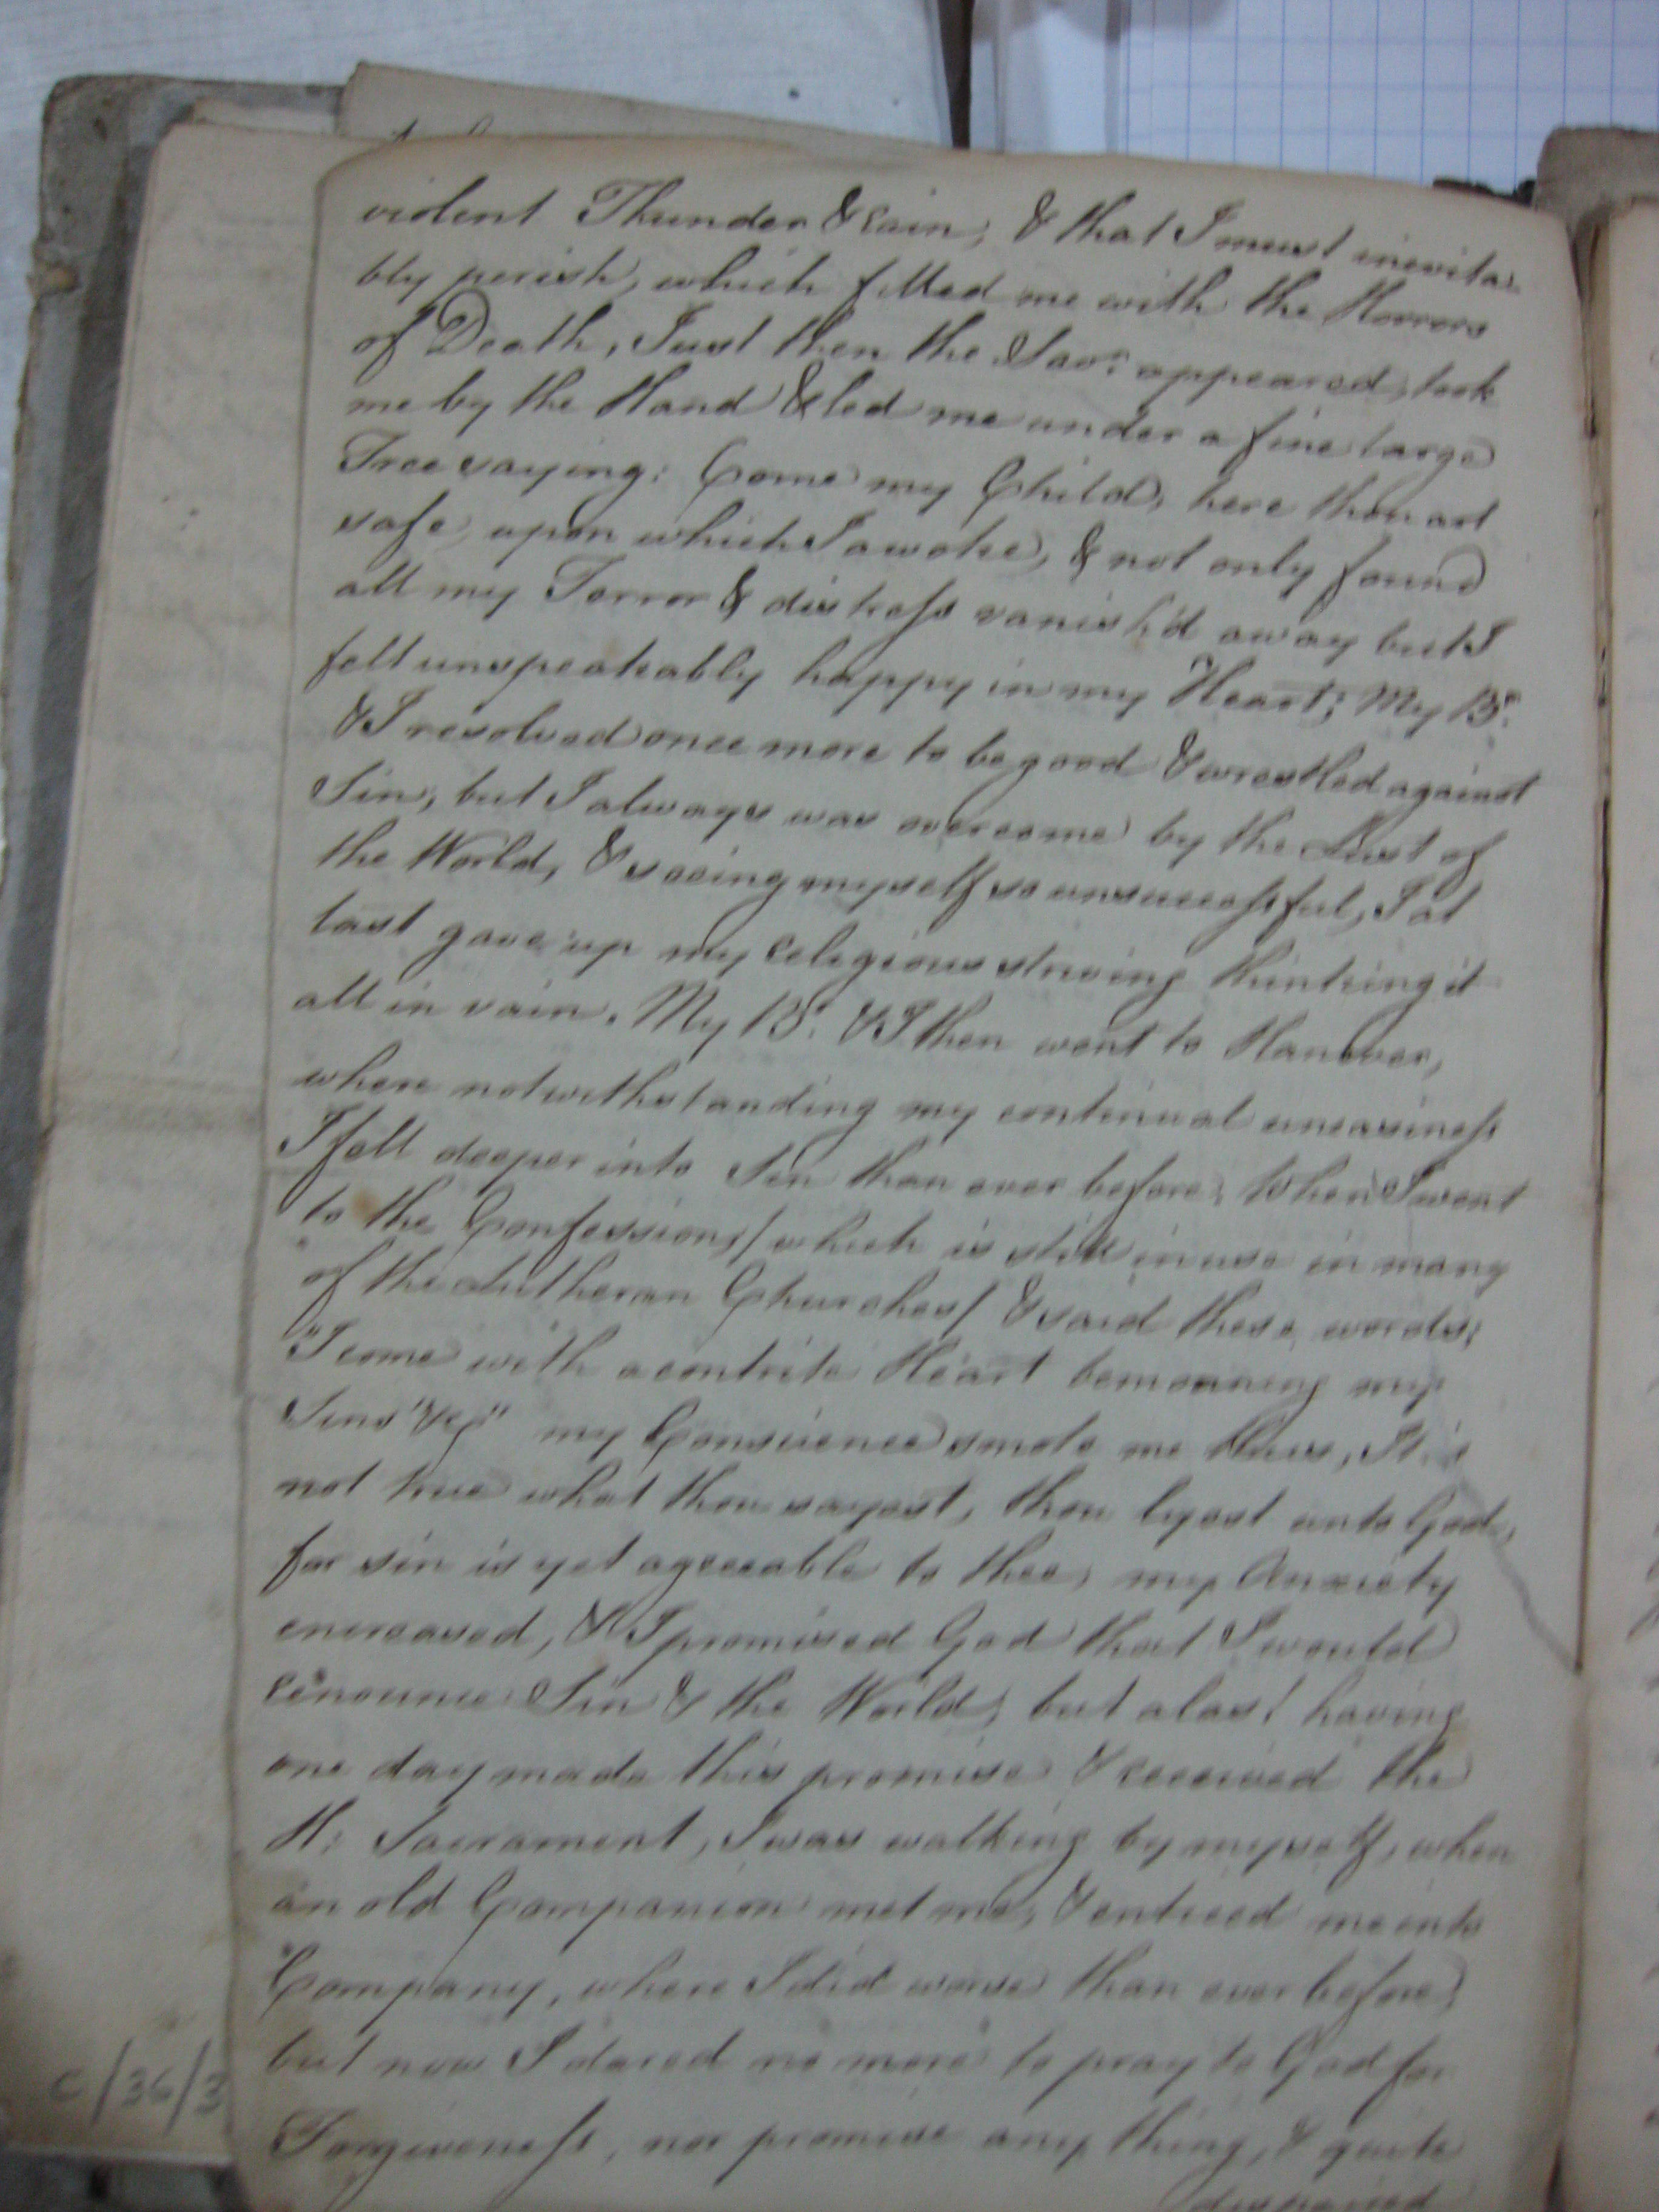 violent Thunder & rain, & that I must inevita:
bly perish, which filled me with the Horrors
of Death, Just then the Savr. appeared, took
me by the Hand & led me under a fine large
Tree saying: Come my Child, here thou art
safe, upon which I awoke, & not only found
all my Terror & distress vanish'd away but I
felt unspeakably happy in my Heart; My Br.
& I resolved once more to be good & wrestled against
Sin, but I always was overcome by the Lust of
the World, & seeing myself so unsuccessful, I at
last gave up my religious striving thinking it
all in vain. My Br. & I then went to Hanover,
where notwithstanding my continual uneasiness
I fell deeper into Sin than ever before; When I went
to the Confession /which is still in use in many
of the Lutheran Churches/ & said these words;
"I come with a contrite Heart bemoaning my
Sins" &c" my Conscience smote me thus, It is
not true what thou sayest, thou lyest unto God,
for sin is yet agreeable to thee, my Anxiety
encreased, & I promised God that I would
renounce Sin & the World; but alas! having
one day made this promise & received the
H: Sacrament, I was walking by myself, when
an old Companion met me, & enticed me into
Company, where I did worse than ever before,
but now I dared no more to pray to God for
Forgiveness, nor promise any thing, & quite
despaired
C/36/3